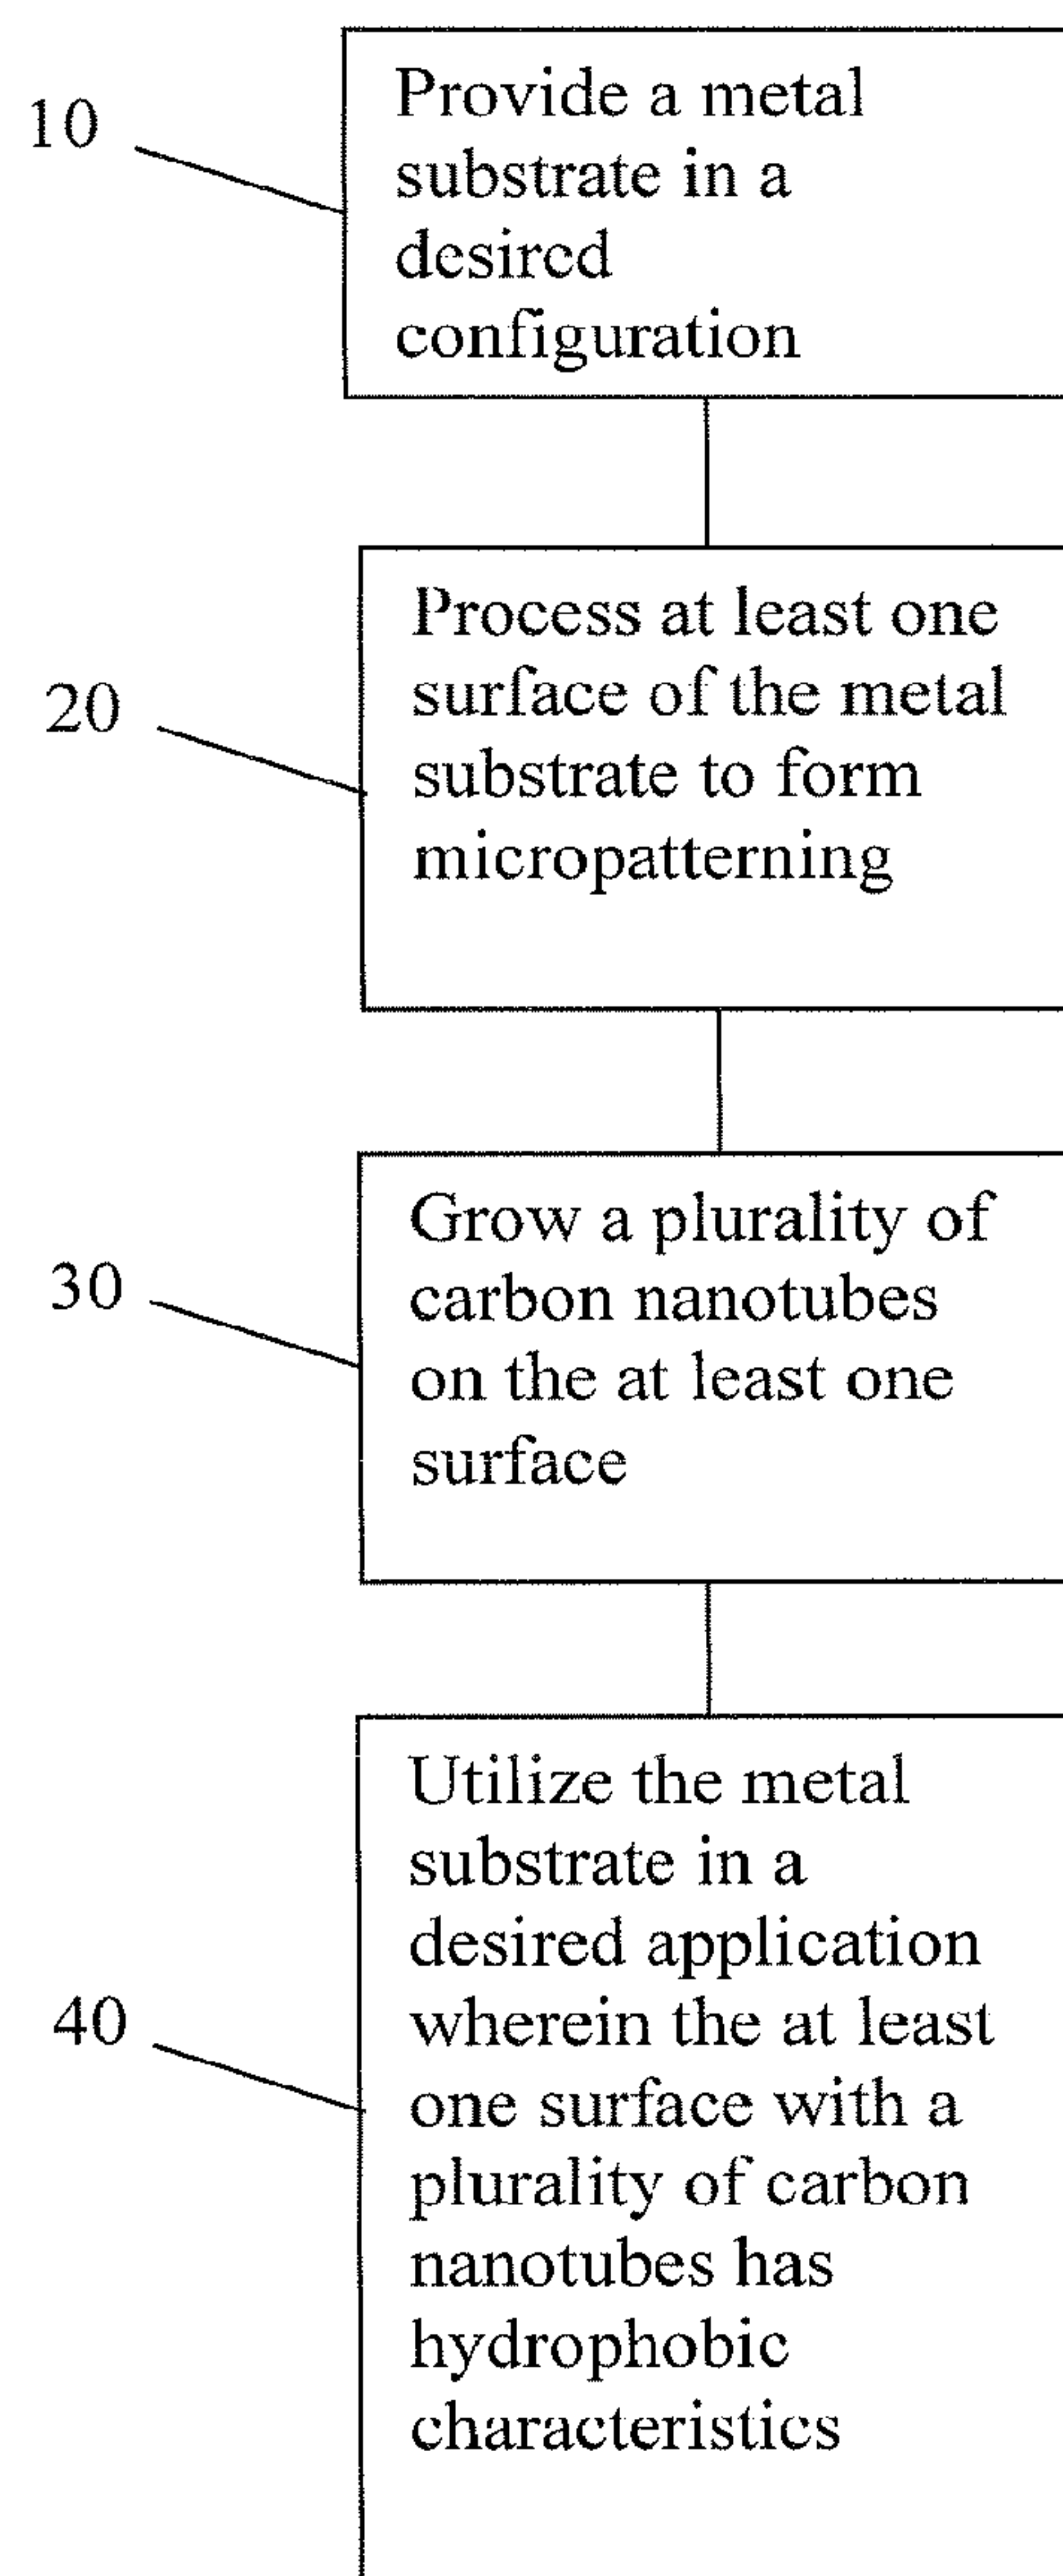 10
Provide a metal
substrate in a
desired
configuration
20
Process at least one
surface of the metal
substrate to form
micropatterning
30
Grow a plurality of
carbon nanotubes
on the at least one
surface
40
Utilize the metal
substrate in a
desired application
wherein the at least
one surface with a
plurality of carbon
nanotubes has
hydrophobic
characteristics